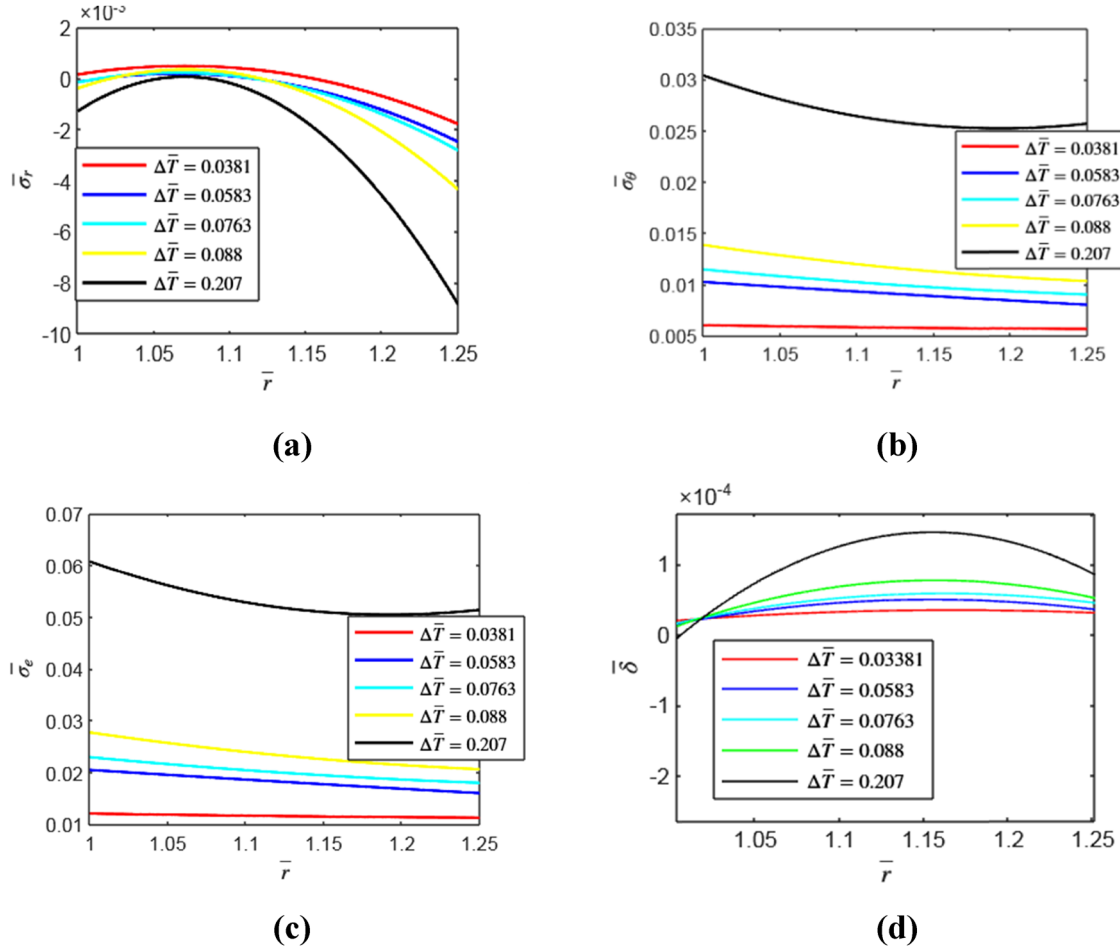 ×10⁻³
2
0
-2
-4
-6
-8
-10
σ̅r
ΔT̅ = 0.0381
ΔT̅ = 0.0583
ΔT̅ = 0.0763
ΔT̅ = 0.088
ΔT̅ = 0.207
1 1.05 1.1 1.15 1.2 1.25
r̅
(a)
0.035
0.03
0.025
0.02
0.015
0.01
0.005
σ̅θ
ΔT̅ = 0.0381
ΔT̅ = 0.0583
ΔT̅ = 0.0763
ΔT̅ = 0.088
ΔT̅ = 0.207
1 1.05 1.1 1.15 1.2 1.25
r̅
(b)
0.07
0.06
0.05
0.04
0.03
0.02
0.01
σ̅e
ΔT̅ = 0.0381
ΔT̅ = 0.0583
ΔT̅ = 0.0763
ΔT̅ = 0.088
ΔT̅ = 0.207
1 1.05 1.1 1.15 1.2 1.25
r̅
(c)
×10⁻⁴
1
0
-1
-2
δ̅
ΔT̅ = 0.03381
ΔT̅ = 0.0583
ΔT̅ = 0.0763
ΔT̅ = 0.088
ΔT̅ = 0.207
1.05 1.1 1.15 1.2 1.25
r̅
(d)